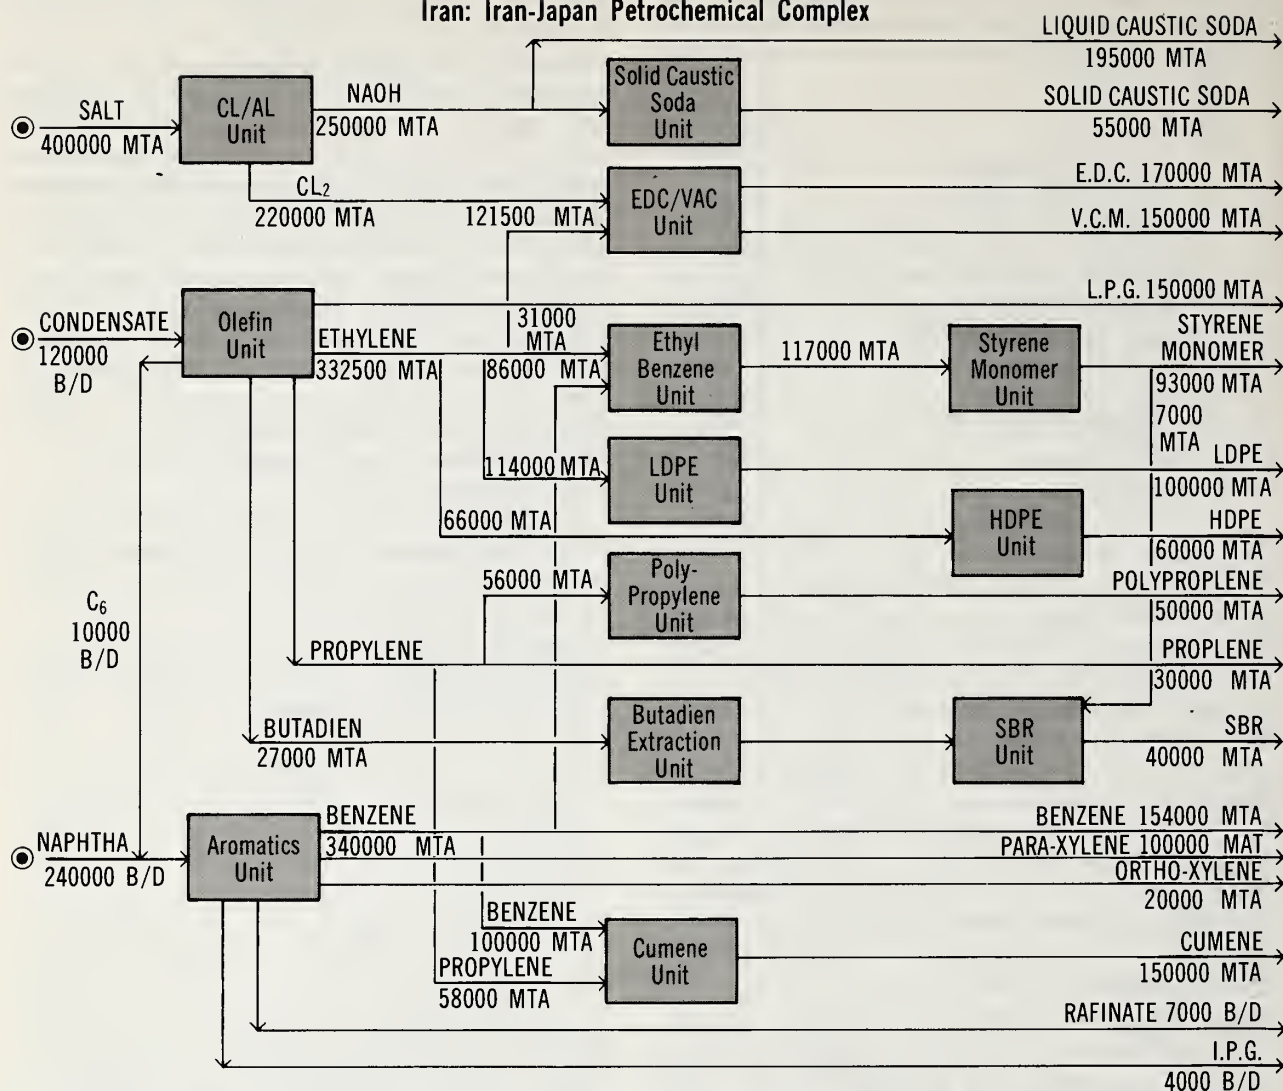 Iran: Iran-Japan Petrochemical Complex
LIQUID CAUSTIC SODA
195000 MTA
SALT
400000 MTA
CL/AL
Unit
NAOH
250000 MTA
Solid Caustic
Soda
Unit
SOLID CAUSTIC SODA
55000 MTA
CL₂
220000 MTA
121500 MTA
EDC/VAC
Unit
E.D.C. 170000 MTA
V.C.M. 150000 MTA
L.P.G. 150000 MTA
CONDENSATE
120000
B/D
Olefin
Unit
ETHYLENE
332500 MTA
31000
MTA
86000 MTA
Ethyl
Benzene
Unit
117000 MTA
Styrene
Monomer
Unit
STYRENE
MONOMER
93000 MTA
7000
MTA
114000 MTA
LDPE
Unit
LDPE
100000 MTA
66000 MTA
HDPE
Unit
HDPE
60000 MTA
C₆
10000
B/D
56000 MTA
Poly-
Propylene
Unit
POLYPROPLENE
50000 MTA
PROPYLENE
PROPLENE
30000 MTA
BUTADIEN
27000 MTA
Butadien
Extraction
Unit
SBR
Unit
SBR
40000 MTA
NAPHTHA
240000 B/D
Aromatics
Unit
BENZENE
340000 MTA
BENZENE 154000 MTA
PARA-XYLENE 100000 MAT
ORTHO-XYLENE
20000 MTA
BENZENE
100000 MTA
PROPYLENE
58000 MTA
Cumene
Unit
CUMENE
150000 MTA
RAFINATE 7000 B/D
I.P.G.
4000 B/D